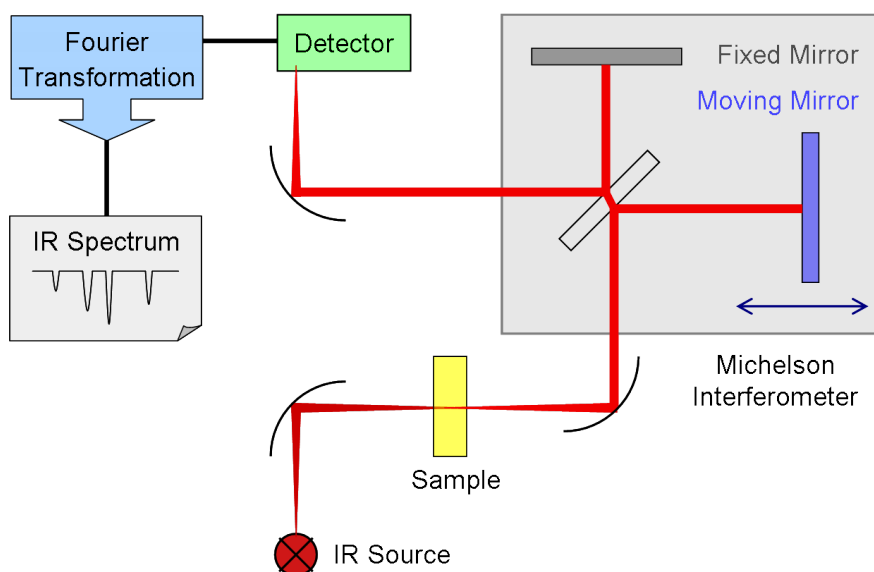 Fourier
Transformation
Detector
Fixed Mirror
Moving Mirror
IR Spectrum
Michelson
Interferometer
Sample
IR Source